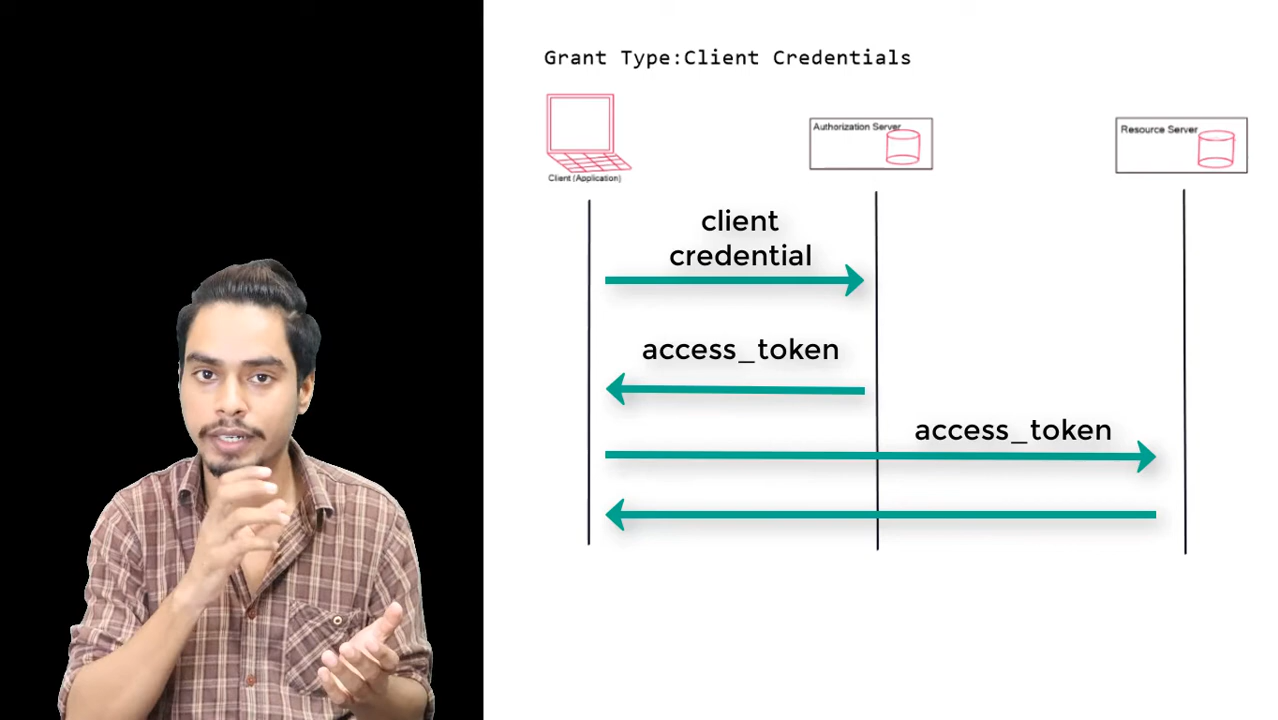 Grant Type:Client Credentials
Authorization Server
Resource Server
Client (Application)
client
credential
access_token
access_token